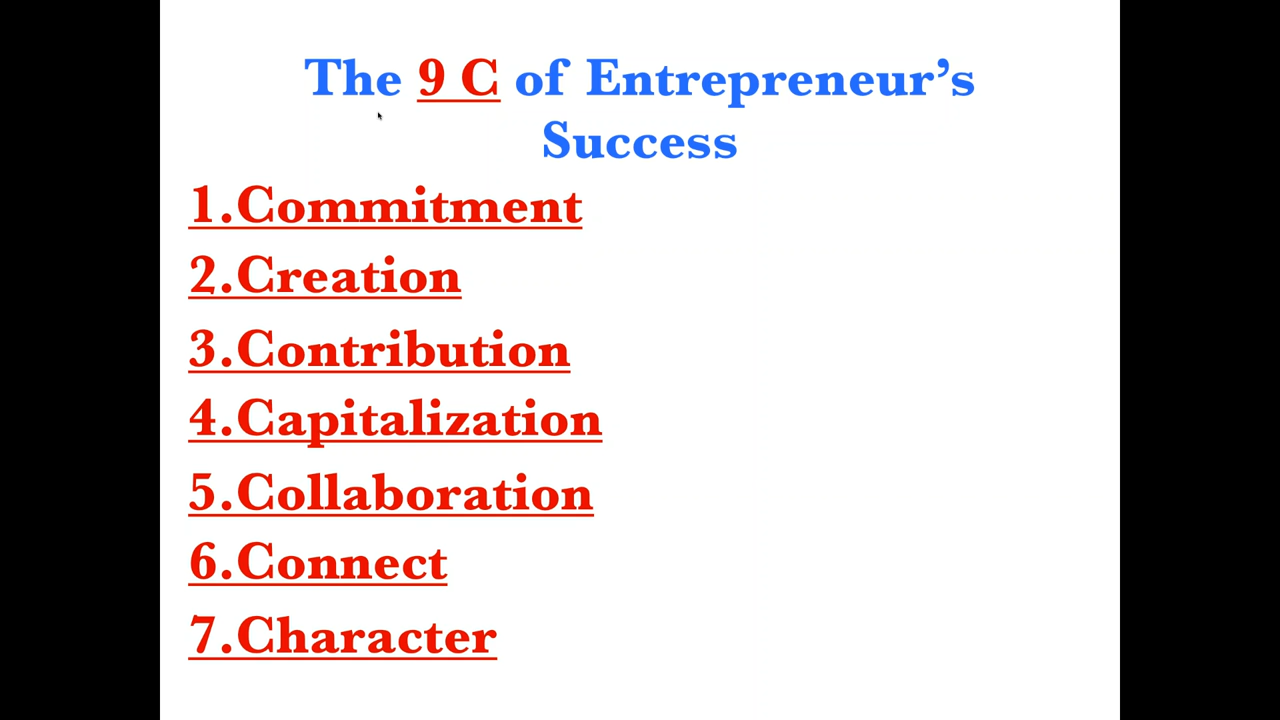 The 9 C of Entrepreneur’s
Success
1.Commitment
2.Creation
3.Contribution
4.Capitalization
5.Collaboration
6.Connect
7.Character